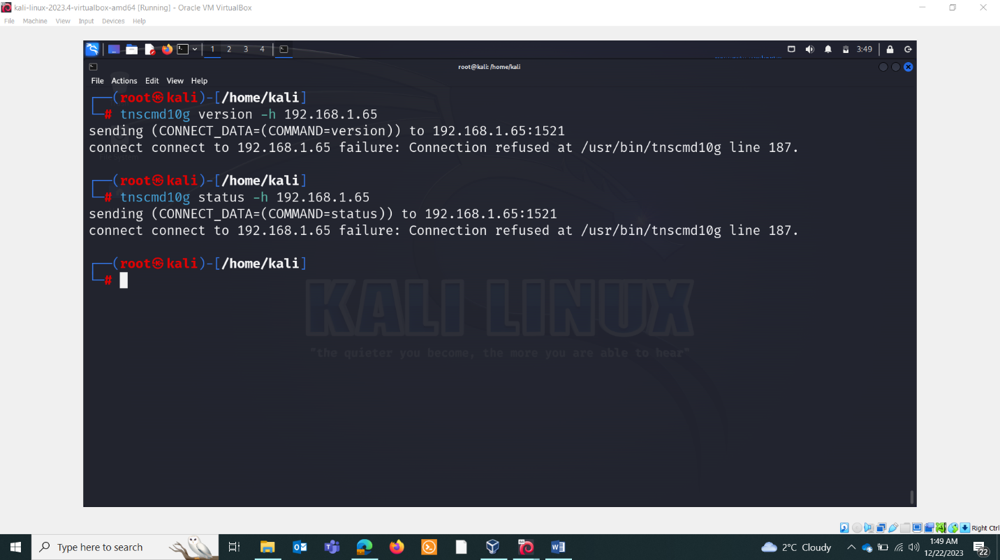 kali-linux-2023.4-virtualbox-amd64 [Running] - Oracle VM VirtualBox
File Machine View Input Devices Help
1 2 3 4 3:49
root@kali: /home/kali
File Actions Edit View Help
┌──(root㉿kali)-[/home/kali]
└─# tnscmd10g version -h 192.168.1.65
sending (CONNECT_DATA=(COMMAND=version)) to 192.168.1.65:1521
connect connect to 192.168.1.65 failure: Connection refused at /usr/bin/tnscmd10g line 187.
┌──(root㉿kali)-[/home/kali]
└─# tnscmd10g status -h 192.168.1.65
sending (CONNECT_DATA=(COMMAND=status)) to 192.168.1.65:1521
connect connect to 192.168.1.65 failure: Connection refused at /usr/bin/tnscmd10g line 187.
┌──(root㉿kali)-[/home/kali]
└─#
KALI LINUX
"the quieter you become, the more you are able to hear"
Right Ctrl
Type here to search
2°C Cloudy
1:49 AM
12/22/2023
22